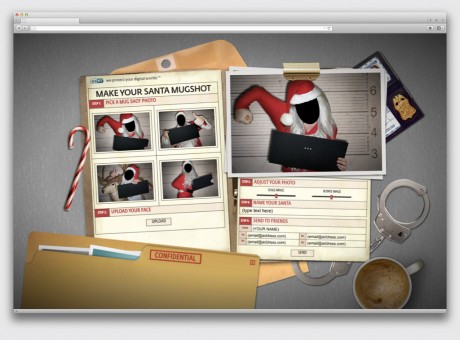 eset we protect your digital worlds™
MAKE YOUR SANTA MUGSHOT
STEP 1. PICK A MUG SHOT PHOTO
STEP 2. UPLOAD YOUR FACE
UPLOAD
6
5
3
STEP 3. ADJUST YOUR PHOTO
STEP 4. NAME YOUR SANTA
(type text here)
STEP 5. SEND TO FRIENDS
(YOUR NAME)
(email@address.com) (email@address.com)
(email@address.com) (email@address.com)
SEND
CONFIDENTIAL